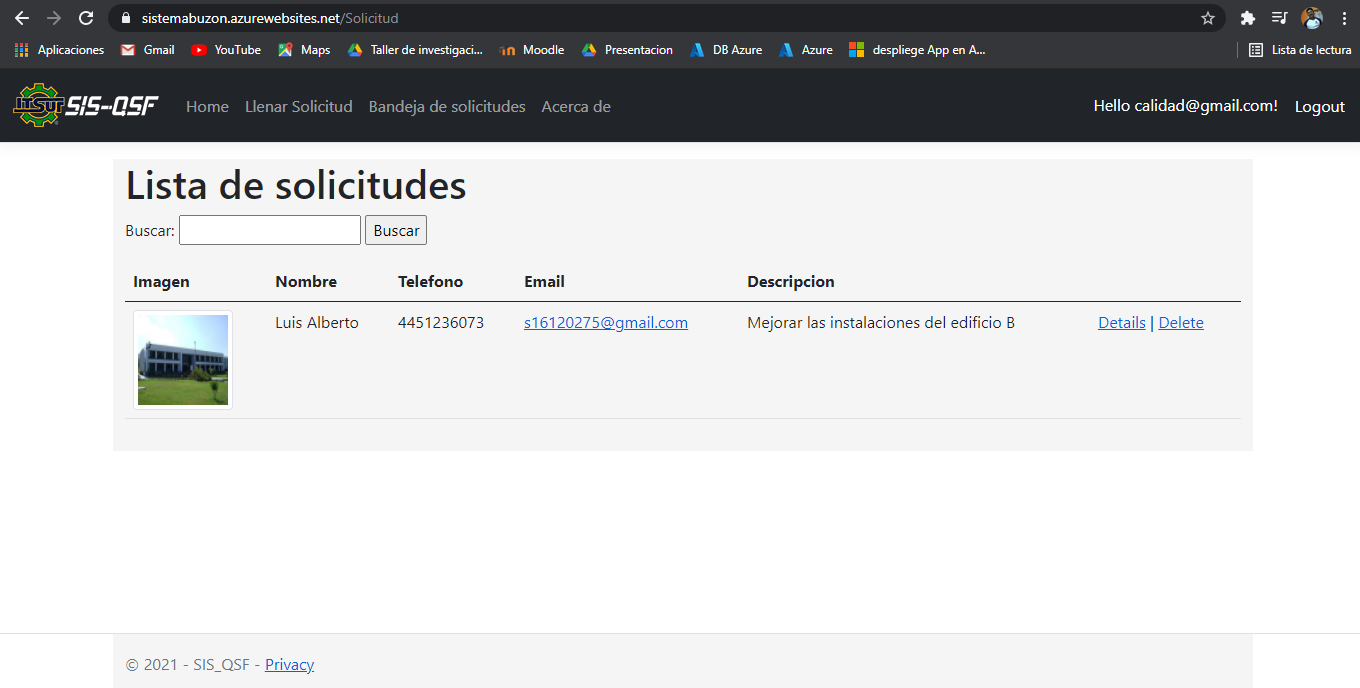 sistemabuzon.azurewebsites.net/Solicitud
Aplicaciones Gmail YouTube Maps Taller de investigaci... Moodle Presentacion DB Azure Azure despliege App en A... Lista de lectura
ITSUR SIS-QSF Home Llenar Solicitud Bandeja de solicitudes Acerca de Hello calidad@gmail.com! Logout
Lista de solicitudes
Buscar: Buscar
Imagen Nombre Telefono Email Descripcion
Luis Alberto 4451236073 s16120275@gmail.com Mejorar las instalaciones del edificio B Details | Delete
© 2021 - SIS_QSF - Privacy